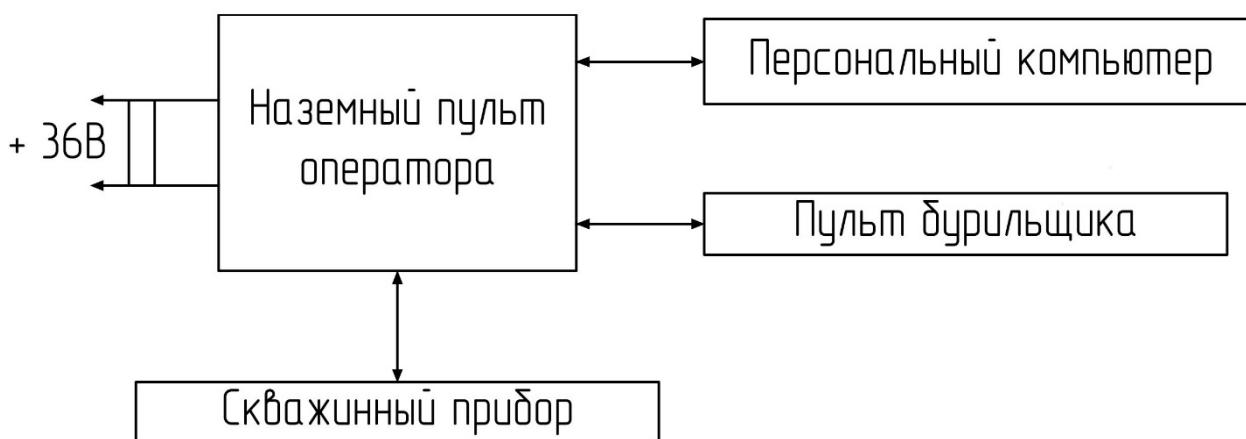 Персональный компьютер
Наземный пульт
оператора
+ 36В
Пульт бурильщика
Скважинный прибор